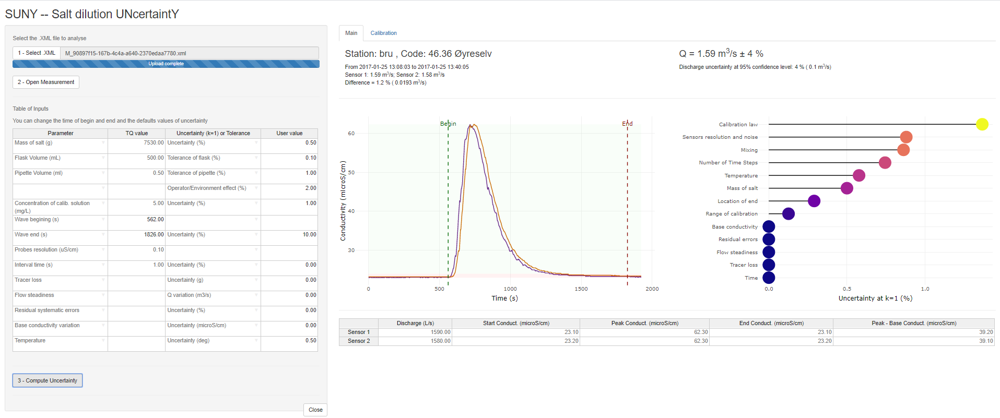 SUNY -- Salt dilution UNcertaintY
Select the .XML file to analyse
1 - Select .XML M_90897f15-167b-4c4a-a640-2370edaa7780.xml
Upload complete
2 - Open Measurement
Table of Inputs
You can change the time of begin and end and the defaults values of uncertainty
Parameter TQ value Uncertainty (k=1) or Tolerance User value
Mass of salt (g) 7530.00 Uncertainty (%) 0.50
Flask Volume (mL) 500.00 Tolerance of flask (%) 0.10
Pipette Volume (ml) 0.50 Tolerance of pipette (%) 1.00
Operator/Environment effect (%) 2.00
Concentration of calib. solution 5.00 Uncertainty (%) 1.00
(mg/L)
Wave begining (s) 562.00
Wave end (s) 1826.00 Uncertainty (%) 10.00
Probes resolution (uS/cm) 0.10
Interval time (s) 1.00 Uncertainty (%) 0.00
Tracer loss Uncertainty (g) 0.00
Flow steadiness Q variation (m3/s) 0.00
Residual systematic errors Uncertainty (%) 0.00
Base conductivity variation Uncertainty (microS/cm) 0.00
Temperature Uncertainty (deg) 0.50
3 - Compute Uncertainty
Close
Main Calibration
Station: bru , Code: 46.36 Øyreselv
From 2017-01-25 13:08:03 to 2017-01-25 13:40:05
Sensor 1: 1.59 m³/s; Sensor 2: 1.58 m³/s
Difference = 1.2 % ( 0.0193 m³/s)
Q = 1.59 m³/s ± 4 %
Discharge uncertainty at 95% confidence level: 4 % ( 0.1 m³/s)
Begin End
60
50
40
30
Conductivity (microS/cm)
0 500 1000 1500 2000
Time (s)
Calibration law
Sensors resolution and noise
Mixing
Number of Time Steps
Temperature
Mass of salt
Location of end
Range of calibration
Base conductivity
Residual errors
Flow steadiness
Tracer loss
Time
0.0 0.5 1.0
Uncertainty at k=1 (%)
Discharge (L/s) Start Conduct. (microS/cm) Peak Conduct. (microS/cm) End Conduct. (microS/cm) Peak - Base Conduct. (microS/cm)
Sensor 1 1590.00 23.10 62.30 23.10 39.20
Sensor 2 1580.00 23.20 62.30 23.20 39.10